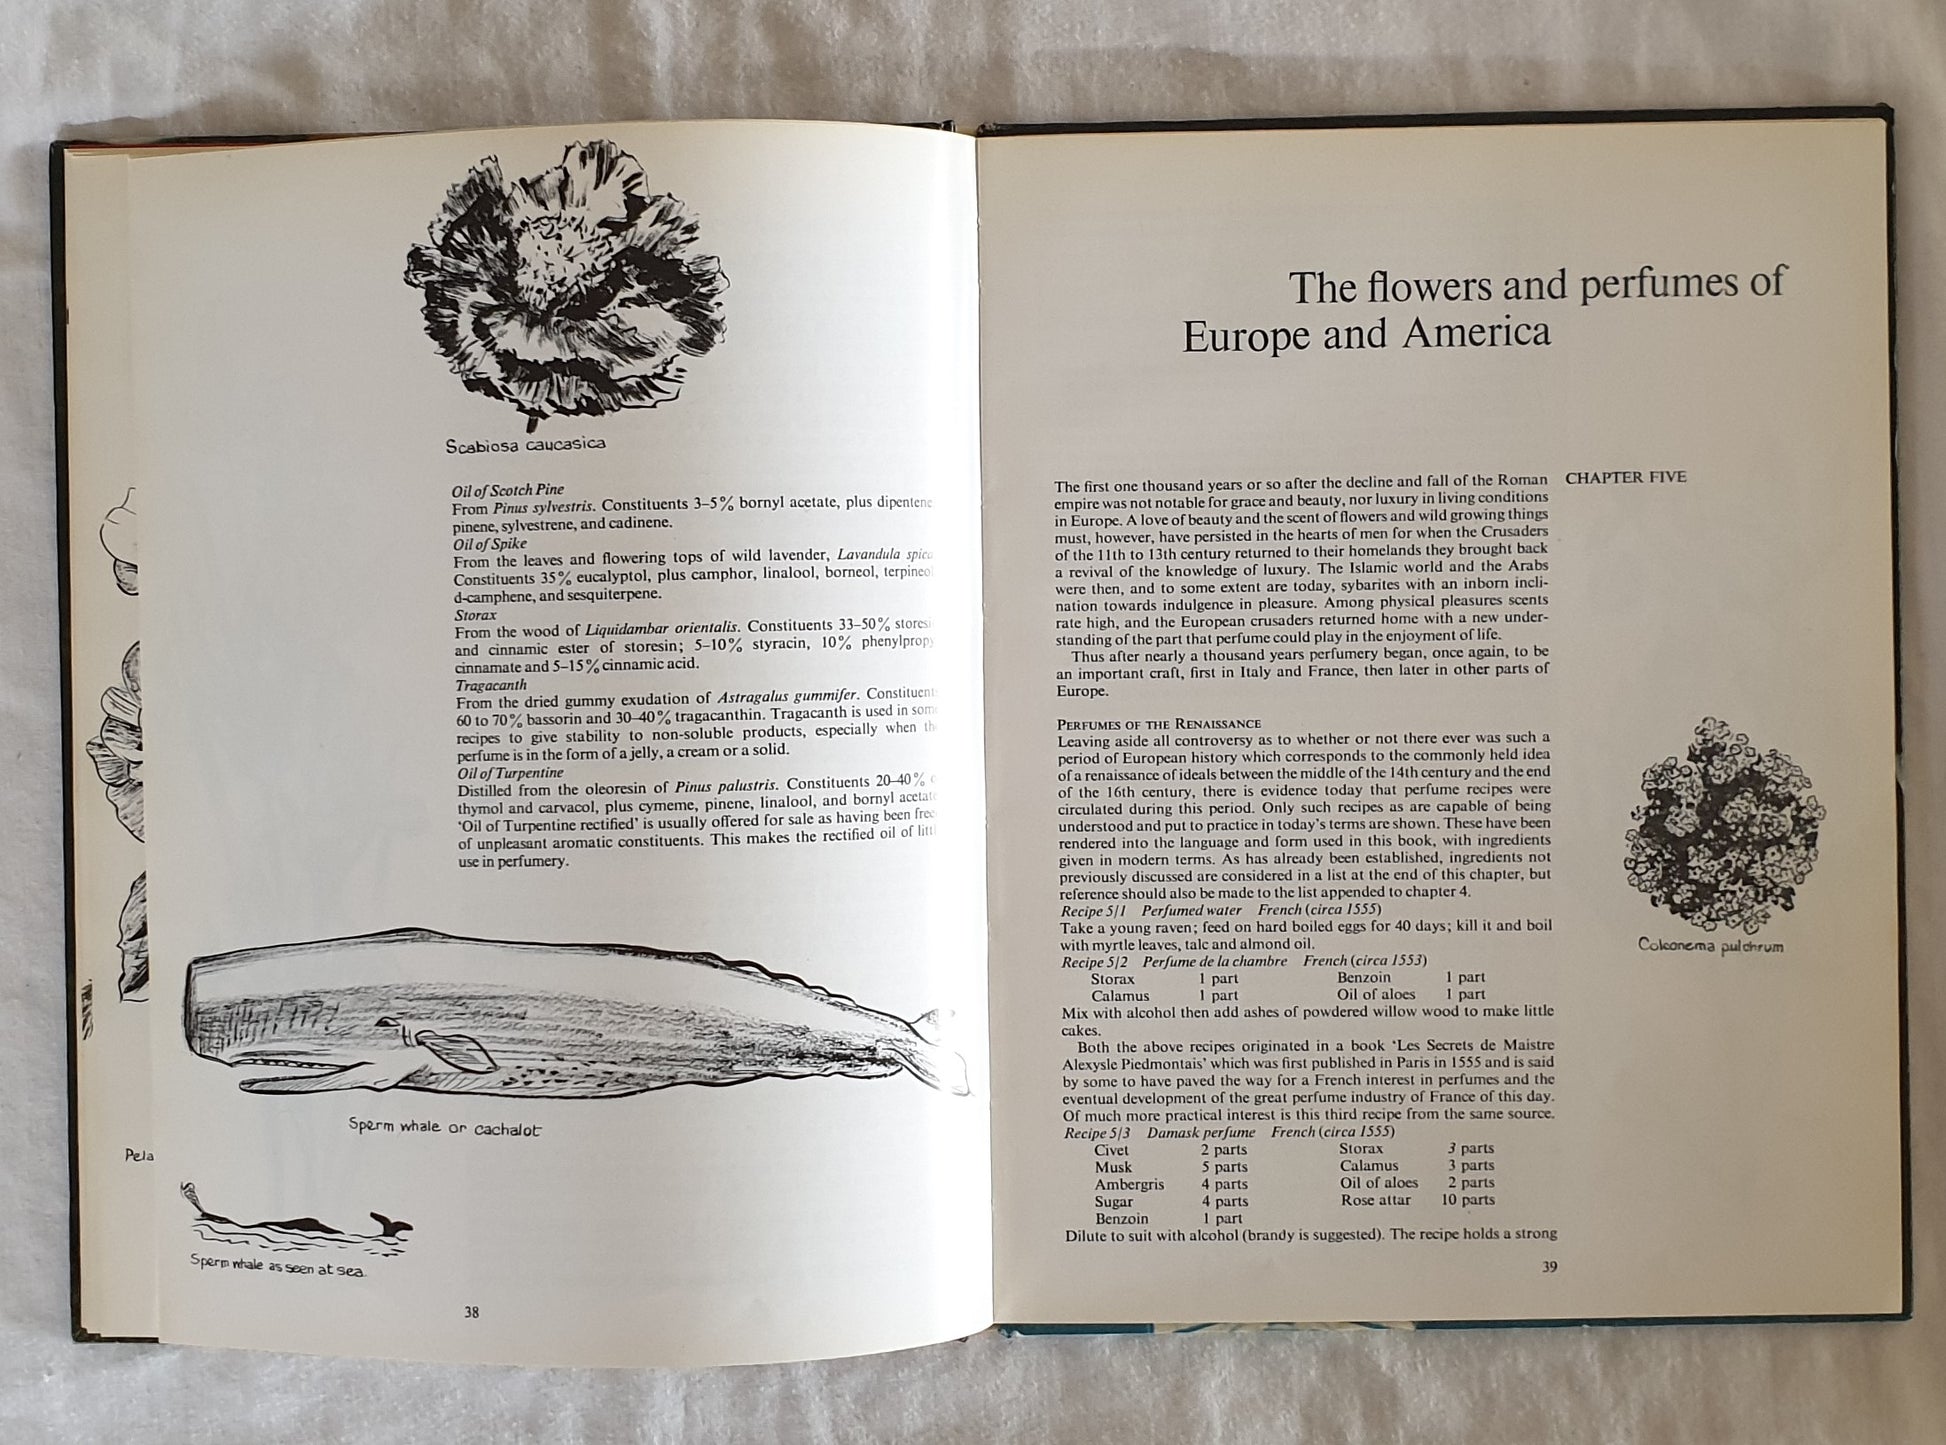 Scabiosa caucasica
Oil of Scotch Pine
From Pinus sylvestris. Constituents 3–5% bornyl acetate, plus dipentene
pinene, sylvestrene, and cadinene.
Oil of Spike
From the leaves and flowering tops of wild lavender, Lavandula
Constituents 35% eucalyptol, plus camphor, linalool, borneol,
d-camphene, and sesquiterpene.
Storax
From the wood of Liquidambar orientalis. Constituents 33–50%
and cinnamic ester of storesin; 5–10% styracin, 10%
cinnamate and 5–15% cinnamic acid.
Tragacanth
From the dried gummy exudation of Astragalus gummifer.
60 to 70% bassorin and 30–40% tragacanthin. Tragacanth is used in
recipes to give stability to non-soluble products, especially when
perfume is in the form of a jelly, a cream or a solid.
Oil of Turpentine
Distilled from the oleoresin of Pinus palustris. Constituents 20–40%
thymol and carvacol, plus cymeme, pinene, linalool, and bornyl
'Oil of Turpentine rectified' is usually offered for sale as having been
of unpleasant aromatic constituents. This makes the rectified oil of
use in perfumery.
Sperm whale or cachalot
Pela
Sperm whale as seen at sea.
38
The flowers and perfumes of
Europe and America
CHAPTER FIVE
The first one thousand years or so after the decline and fall of the Roman
empire was not notable for grace and beauty, nor luxury in living conditions
in Europe. A love of beauty and the scent of flowers and wild growing things
must, however, have persisted in the hearts of men for when the Crusaders
of the 11th to 13th century returned to their homelands they brought back
a revival of the knowledge of luxury. The Islamic world and the Arabs
were then, and to some extent are today, sybarites with an inborn incli-
nation towards indulgence in pleasure. Among physical pleasures scents
rate high, and the European crusaders returned home with a new under-
standing of the part that perfume could play in the enjoyment of life.
Thus after nearly a thousand years perfumery began, once again, to be
an important craft, first in Italy and France, then later in other parts of
Europe.
PERFUMES OF THE RENAISSANCE
Leaving aside all controversy as to whether or not there ever was such a
period of European history which corresponds to the commonly held idea
of a renaissance of ideals between the middle of the 14th century and the end
of the 16th century, there is evidence today that perfume recipes were
circulated during this period. Only such recipes as are capable of being
understood and put to practice in today's terms are shown. These have been
rendered into the language and form used in this book, with ingredients
given in modern terms. As has already been established, ingredients not
previously discussed are considered in a list at the end of this chapter, but
reference should also be made to the list appended to chapter 4.
Recipe 5/1 Perfumed water French (circa 1555)
Take a young raven; feed on hard boiled eggs for 40 days; kill it and boil
with myrtle leaves, talc and almond oil.
Recipe 5/2 Perfume de la chambre French (circa 1553)
Storax 1 part Benzoin 1 part
Calamus 1 part Oil of aloes 1 part
Mix with alcohol then add ashes of powdered willow wood to make little
cakes.
Both the above recipes originated in a book 'Les Secrets de Maistre
Alexysle Piedmontais' which was first published in Paris in 1555 and is said
by some to have paved the way for a French interest in perfumes and the
eventual development of the great perfume industry of France of this day.
Of much more practical interest is this third recipe from the same source.
Recipe 5/3 Damask perfume French (circa 1555)
Civet 2 parts Storax 3 parts
Musk 5 parts Calamus 3 parts
Ambergris 4 parts Oil of aloes 2 parts
Sugar 4 parts Rose attar 10 parts
Benzoin 1 part
Dilute to suit with alcohol (brandy is suggested). The recipe holds a strong
39
Coleonema pulchrum